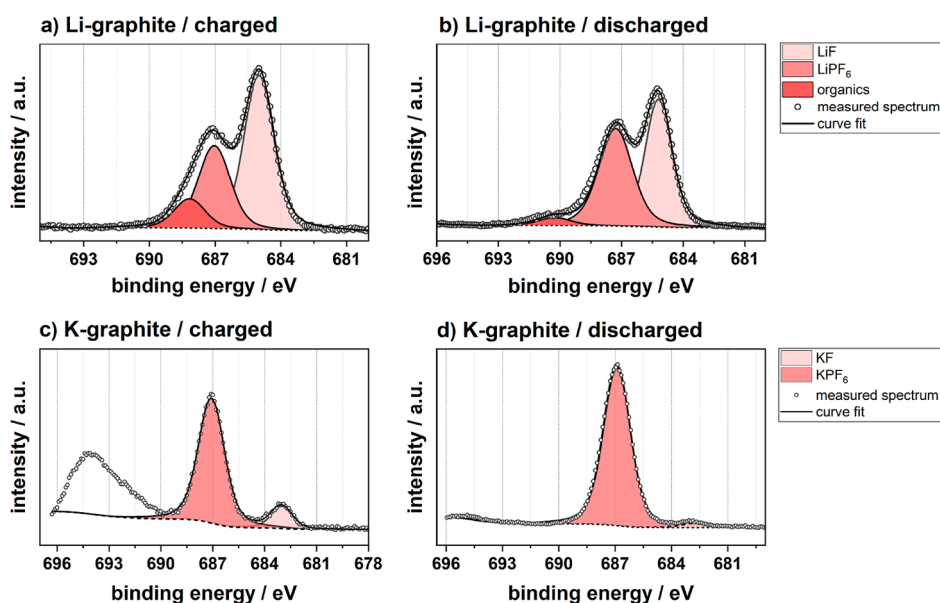 a) Li-graphite / charged
intensity / a.u.
693 690 687 684 681
binding energy / eV
b) Li-graphite / discharged
intensity / a.u.
696 693 690 687 684 681
binding energy / eV
LiF
LiPF₆
organics
measured spectrum
curve fit
c) K-graphite / charged
intensity / a.u.
696 693 690 687 684 681 678
binding energy / eV
d) K-graphite / discharged
intensity / a.u.
696 693 690 687 684 681
binding energy / eV
KF
KPF₆
measured spectrum
curve fit